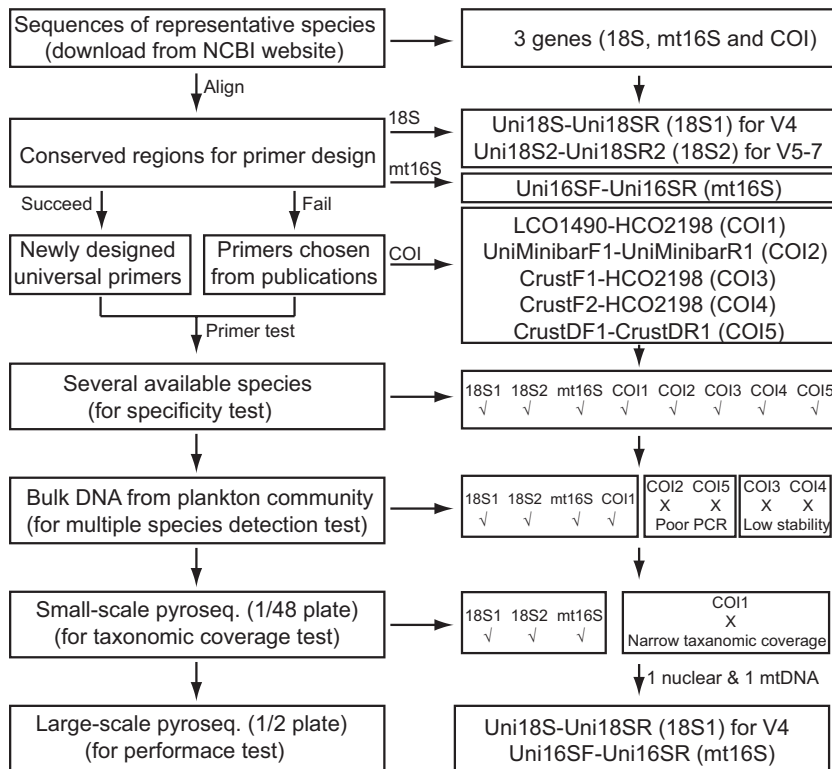 Sequences of representative species
(download from NCBI website)
3 genes (18S, mt16S and COI)
Align
Conserved regions for primer design
18S
mt16S
Uni18S-Uni18SR (18S1) for V4
Uni18S2-Uni18SR2 (18S2) for V5-7
Uni16SF-Uni16SR (mt16S)
Succeed
Fail
Newly designed
universal primers
Primers chosen
from publications
COI
LCO1490-HCO2198 (COI1)
UniMinibarF1-UniMinibarR1 (COI2)
CrustF1-HCO2198 (COI3)
CrustF2-HCO2198 (COI4)
CrustDF1-CrustDR1 (COI5)
Primer test
Several available species
(for specificity test)
18S1 18S2 mt16S COI1 COI2 COI3 COI4 COI5
√ √ √ √ √ √ √ √
Bulk DNA from plankton community
(for multiple species detection test)
18S1 18S2 mt16S COI1
√ √ √ √
COI2 COI5
X X
Poor PCR
COI3 COI4
X X
Low stability
Small-scale pyroseq. (1/48 plate)
(for taxonomic coverage test)
18S1 18S2 mt16S
√ √ √
COI1
X
Narrow taxanomic coverage
1 nuclear & 1 mtDNA
Large-scale pyroseq. (1/2 plate)
(for performace test)
Uni18S-Uni18SR (18S1) for V4
Uni16SF-Uni16SR (mt16S)